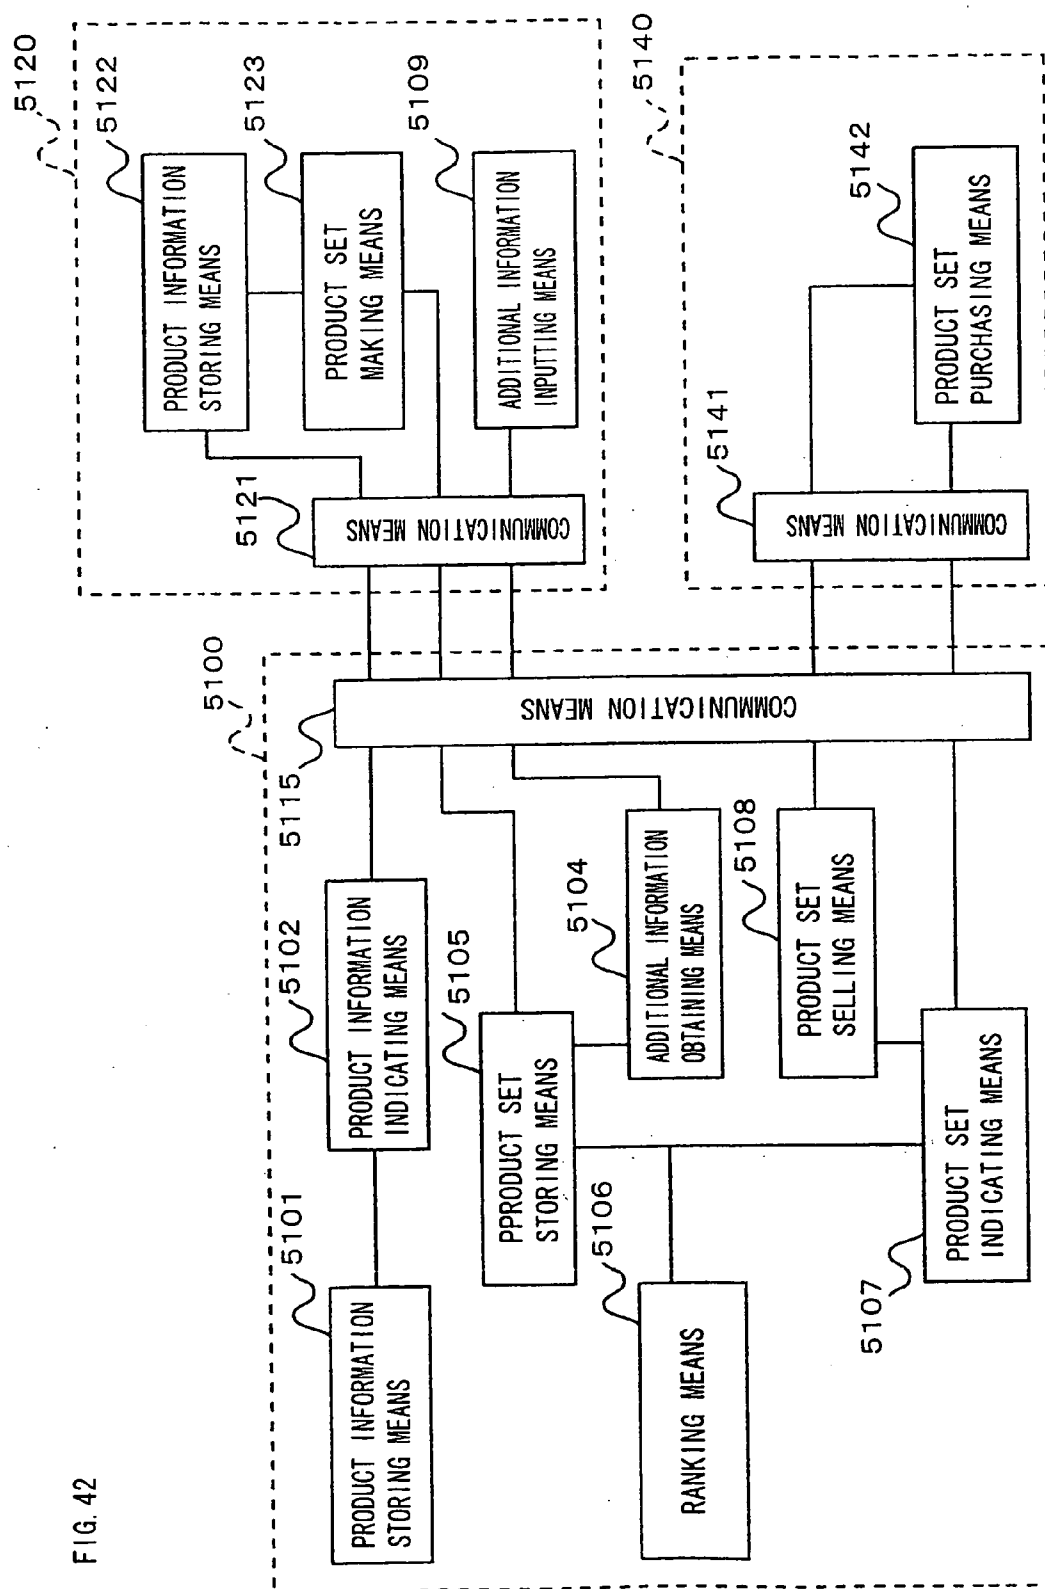 FIG. 42
5100
5101
PRODUCT INFORMATION
STORING MEANS
5102
PRODUCT INFORMATION
INDICATING MEANS
5115
COMMUNICATION MEANS
5105
PPRODUCT SET
STORING MEANS
5104
ADDITIONAL INFORMATION
OBTAINING MEANS
5106
RANKING MEANS
5108
PRODUCT SET
SELLING MEANS
5107
PRODUCT SET
INDICATING MEANS
5120
5121
COMMUNICATION MEANS
5122
PRODUCT INFORMATION
STORING MEANS
5123
PRODUCT SET
MAKING MEANS
5109
ADDITIONAL INFORMATION
INPUTTING MEANS
5140
5141
COMMUNICATION MEANS
5142
PRODUCT SET
PURCHASING MEANS